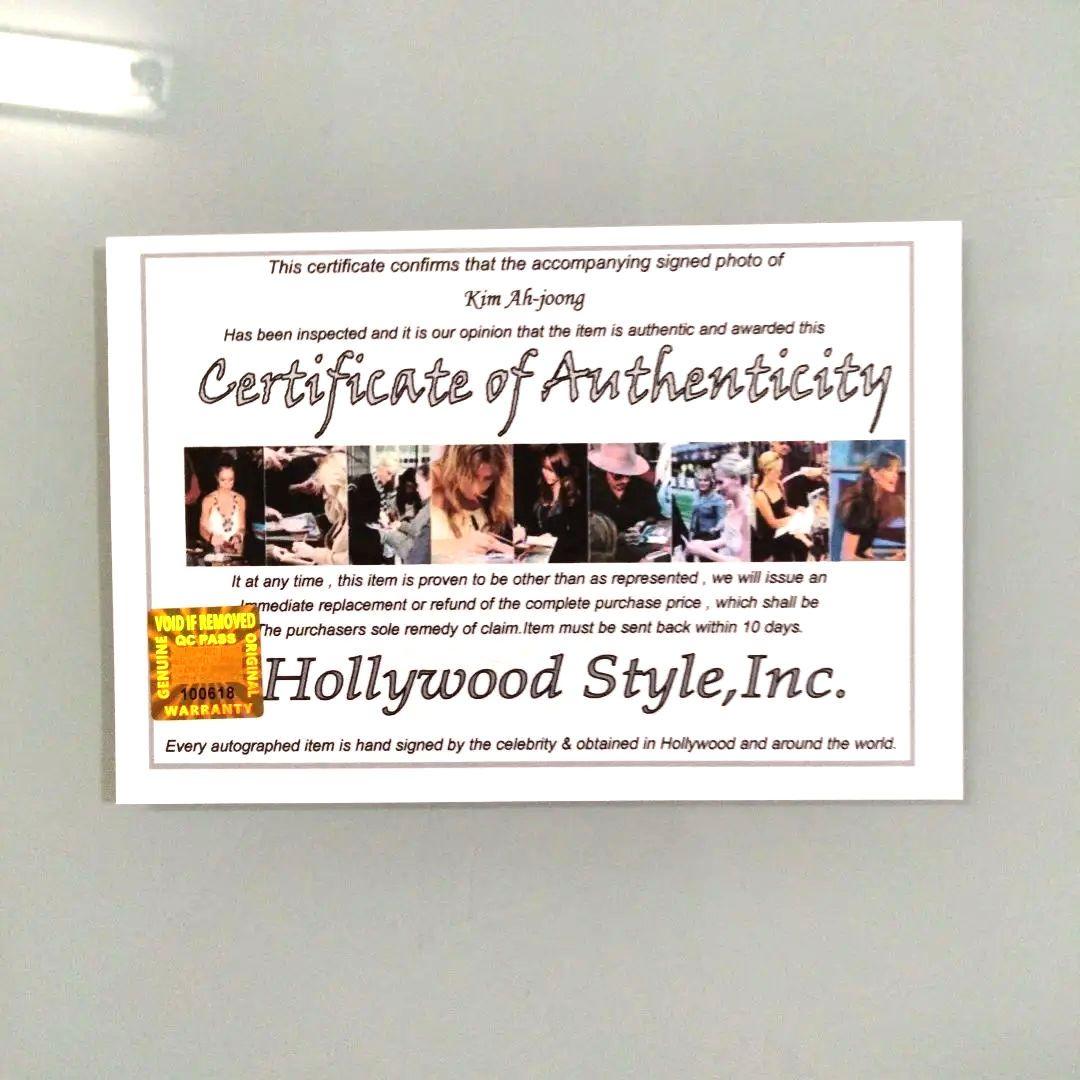 This certificate confirms that the accompanying signed photo of
Kim Ah-joong
Has been inspected and it is our opinion that the item is authentic and awarded this
Certificate of Authenticity
It at any time , this item is proven to be other than as represented , we will issue an
Immediate replacement or refund of the complete purchase price , which shall be
The purchasers sole remedy of claim.Item must be sent back within 10 days.
VOID IF REMOVED
QC PASS
GENUINE
ORIGINAL
100618
WARRANTY
Hollywood Style,Inc.
Every autographed item is hand signed by the celebrity & obtained in Hollywood and around the world.